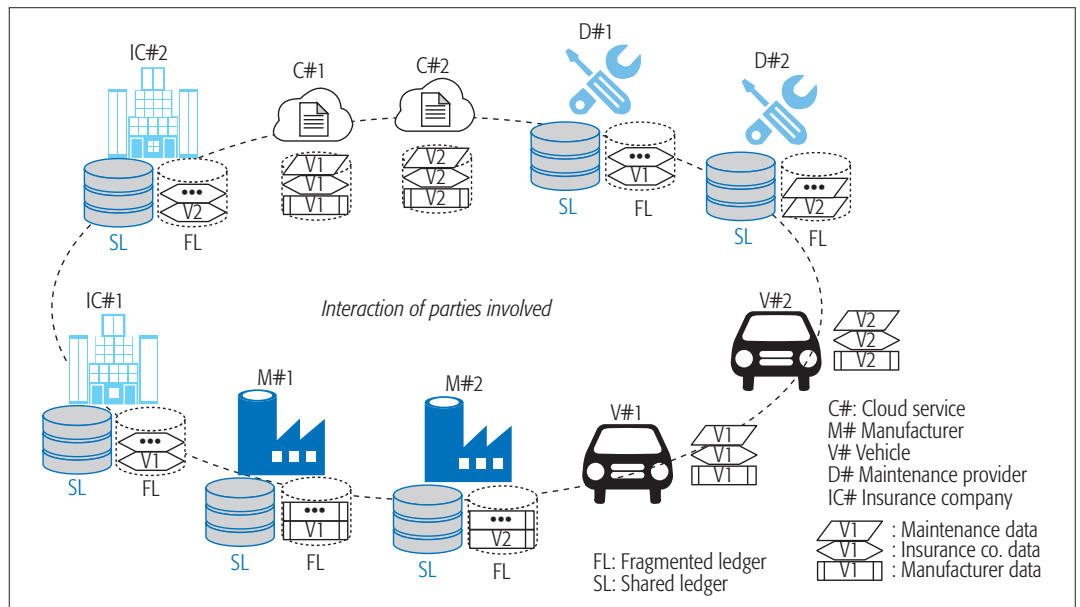 IC#2
C#1
C#2
D#1
D#2
V1
V1
V1
V2
V2
V2
•••
V2
SL
FL
•••
V1
SL
FL
•••
V2
SL
FL
IC#1
Interaction of parties involved
V#2
V2
V2
V2
M#1
M#2
V#1
V1
V1
V1
•••
V1
SL
FL
•••
V1
SL
FL
•••
V2
SL
FL
C#: Cloud service
M# Manufacturer
V# Vehicle
D# Maintenance provider
IC# Insurance company
V1 : Maintenance data
V1 : Insurance co. data
V1 : Manufacturer data
FL: Fragmented ledger
SL: Shared ledger